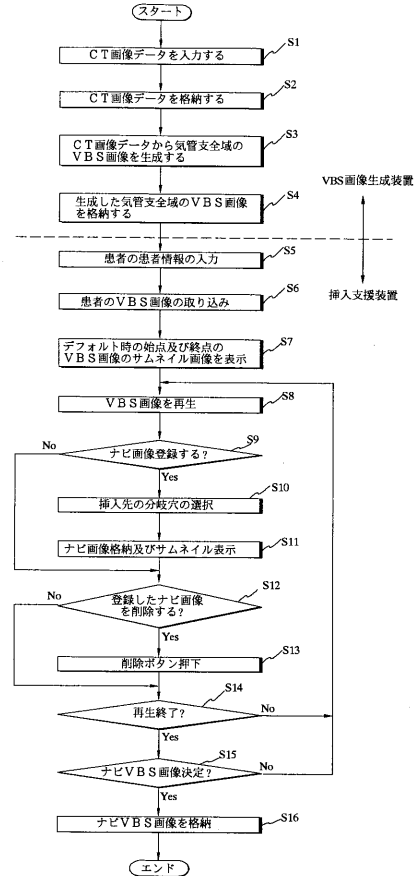 スタート
S1
CT画像データを入力する
S2
CT画像データを格納する
S3
CT画像データから気管支全域の
VBS画像を生成する
S4
生成した気管支全域のVBS画像
を格納する
VBS画像生成装置
挿入支援装置
S5
患者の患者情報の入力
S6
患者のVBS画像の取り込み
S7
デフォルト時の始点及び終点の
VBS画像のサムネイル画像を表示
S8
VBS画像を再生
S9
ナビ画像登録する?
No
Yes
S10
挿入先の分岐穴の選択
S11
ナビ画像格納及びサムネイル表示
S12
登録したナビ画像
を削除する?
No
Yes
S13
削除ボタン押下
S14
再生終了?
No
Yes
S15
ナビVBS画像決定?
No
Yes
S16
ナビVBS画像を格納
エンド